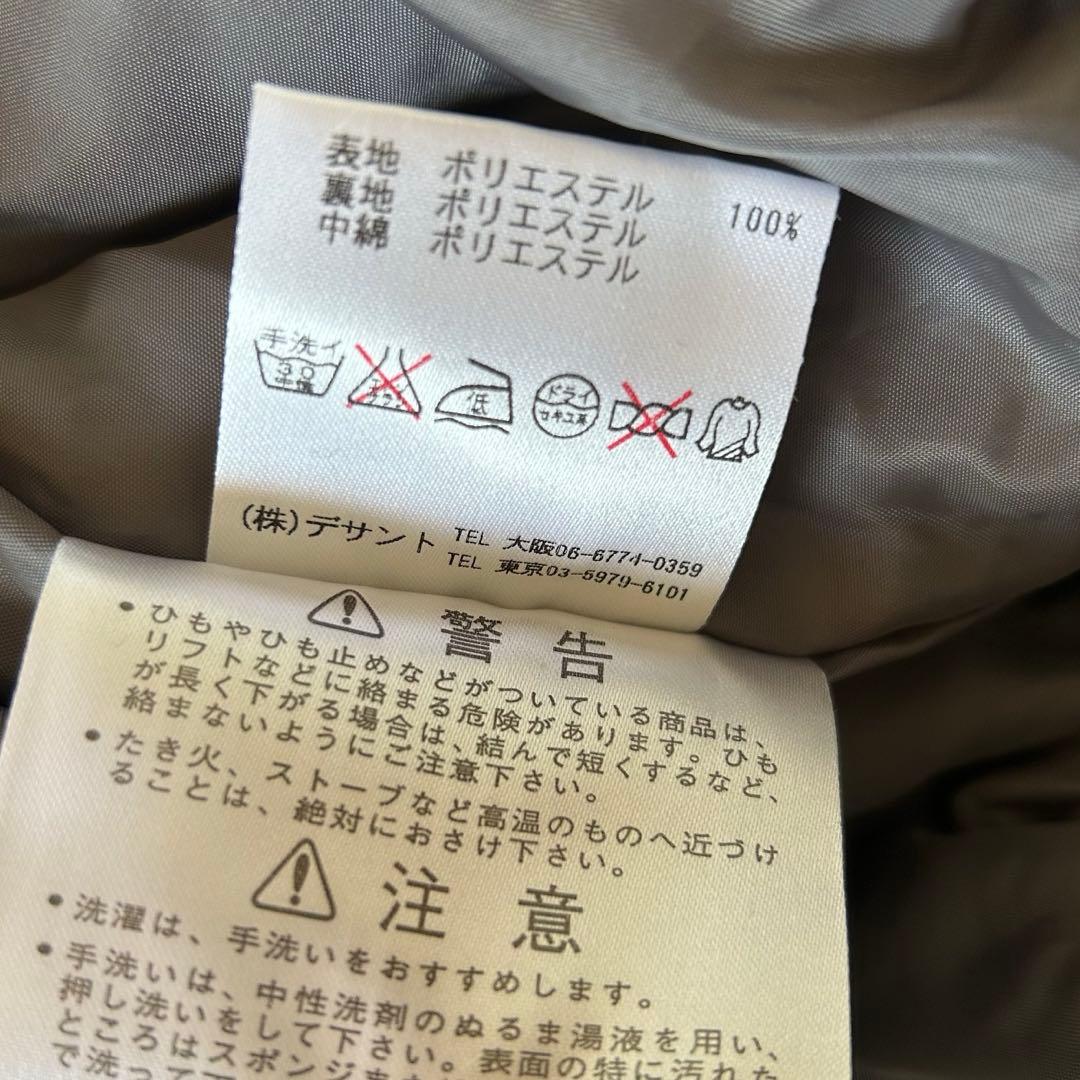 表地 ポリエステル 100%
裏地 ポリエステル
中綿 ポリエステル
手洗イ 30 中性
エンソ サラシ
低
ドライ セキユ系
(株)デサント TEL 大阪06-6774-0359
TEL 東京03-5979-6101
警告
・ひもやひも止めなどがついている商品は、
リフトなどに絡まる危険があります。ひも
が長く下がる場合は、結んで短くするなど、
絡まないようにご注意下さい。
・たき火、ストーブなど高温のものへ近づけ
ることは、絶対におさけ下さい。
注意
・洗濯は、手洗いをおすすめします。
・手洗いは、中性洗剤のぬるま湯液を用い、
押し洗いをして下さい。表面の特に汚れた
ところはスポンジ
で洗って